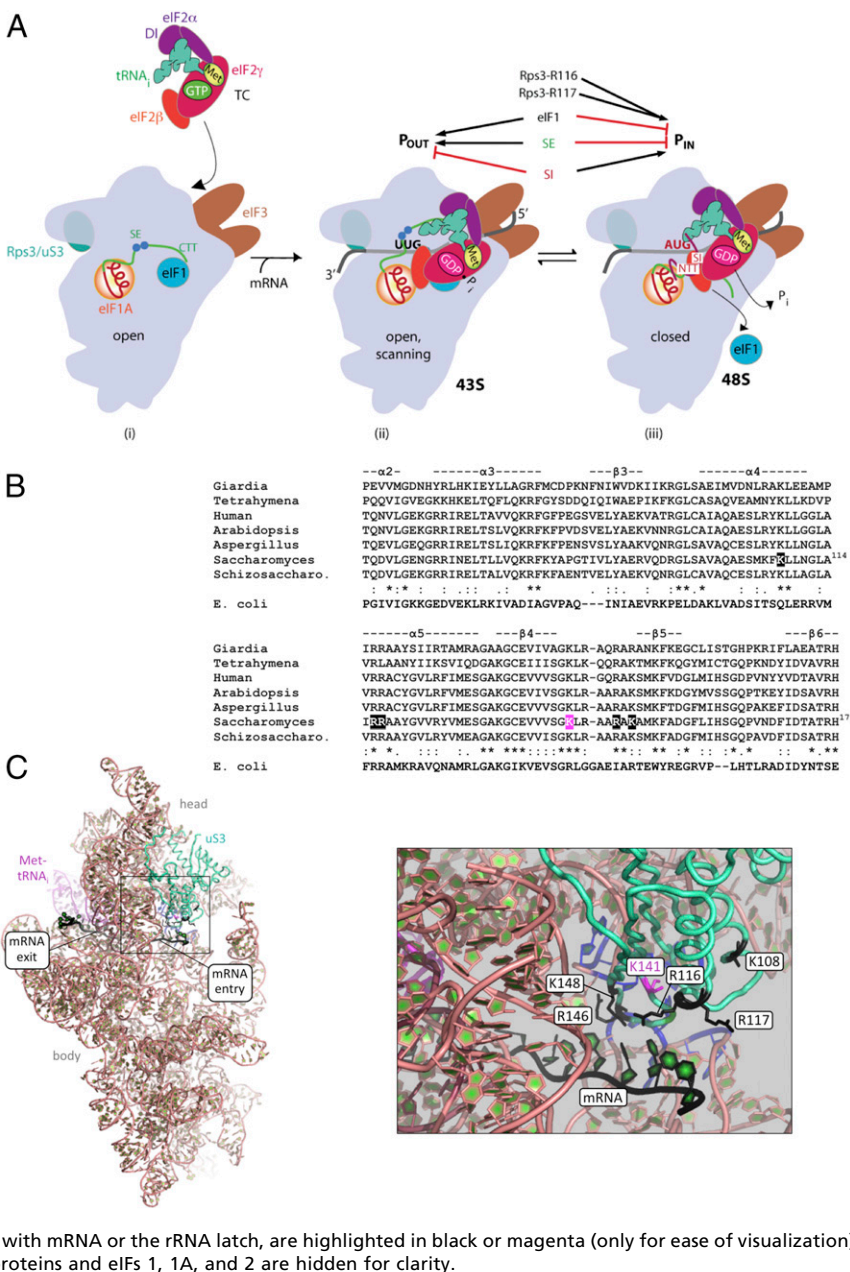 A
eIF2α
DI
tRNAi
Met
eIF2γ
GTP
TC
eIF2β
Rps3-R116
Rps3-R117
eIF1
POUT
SE
PIN
SI
eIF3
5′
Rps3/uS3
SE
CTT
UUG
AUG
Met
Met
SI
GDP
GDP
NTT
eIF1
3′
Pi
mRNA
Pi
eIF1A
open
open,
scanning
closed
eIF1
43S
48S
(i)
(ii)
(iii)
B
--α2- -------α3------- ---β3--- -------α4------
Giardia PEVVMGDNHYRLHKIEYLLAGRFMCDPKNFNIWVDKIIKRGLSAEIMVDNLRAKLEEAMP
Tetrahymena PQQVIGVEGKKHKELTQFLQKRFGYSDDQIQIWAEPIKFKGLCASAQVEAMNYKLLKDVP
Human TQNVLGEKGRRIRELTAVVQKRFGFPEGSVELYAEKVATRGLCAIAQAESLRYKLLGGLA
Arabidopsis TQNVLGEKGRRIRELTSLVQKRFKFPVDSVELYAEKVNNRGLCAIAQAESLRYKLLGGLA
Aspergillus TQEVLGEQGRRIRELTSLIQKRFKFPENSVSLYAAKVQNRGLSAVAQCESLRYKLLNGLA
Saccharomyces TQDVLGENGRRINELTLLVQKRFKYAPGTIVLYAERVQDRGLSAVAQAESMKFKLLNGLA114
Schizosaccharo. TQDVLGEKGRRIRELTALVQKRFKFAENTVELYAEKVQNRGLCAVAQCESLRYKLLAGLA
: .*:* . :.: :** : :: . : :**:* :. :. **
E. coli PGIVIGKKGEDVEKLRKIVADIAGVPAQ---INIAEVRKPELDAKLVADSITSQLERRVM
------α5------- ---β4---- ----β5---- ---β6
Giardia IRRAAYSIIRTAMRAGAAGCEVIVAGKLR-AQRARANKFKEGCLISTGHPKRIFLAEATRH
Tetrahymena VRLAANYIIKSVIQDGAKGCEIIISGKLK-QQRAKTMKFKQGYMICTGQPKNDYIDVAVRH
Human VRRACYGVLRFIMESGAKGCEVVVSGKLR-GQRAKSMKFVDGLMIHSGDPVNYYVDTAVRH
Arabidopsis VRRACYGVLRFVMESGAKGCEVIVSGKLR-AARAKSMKFKDGYMVSSGQPTKEYIDSAVRH
Aspergillus VRRACYGVLRFIMESGAKGCEVVVSGKLR-AARAKSMKFTDGFMIHSGQPAKDFIDSATRH
Saccharomyces IRRAAYGVVRYVMESGAKGCEVVVSGKLR-AARAKAMKFADGFLIHSGQPVNDFIDTATRH17
Schizosaccharo. VRRAAYGVLRYVMEAGAKGCEVVISGKLR-AARAKSMKFADGFMIHSGQPAVDFIDSATRH
E. coli FRRAMKRAVQNAMRLGAKGIKVEVSGRLGGAEIARTEWYREGRVP--LHTLRADIDYNTSE
C
head
uS3
Met-
tRNAi
mRNA
exit
mRNA
entry
body
K141
R116
K108
K148
R146
R117
mRNA
with mRNA or the rRNA latch, are highlighted in black or magenta (only for ease of visualization)
roteins and eIFs 1, 1A, and 2 are hidden for clarity.